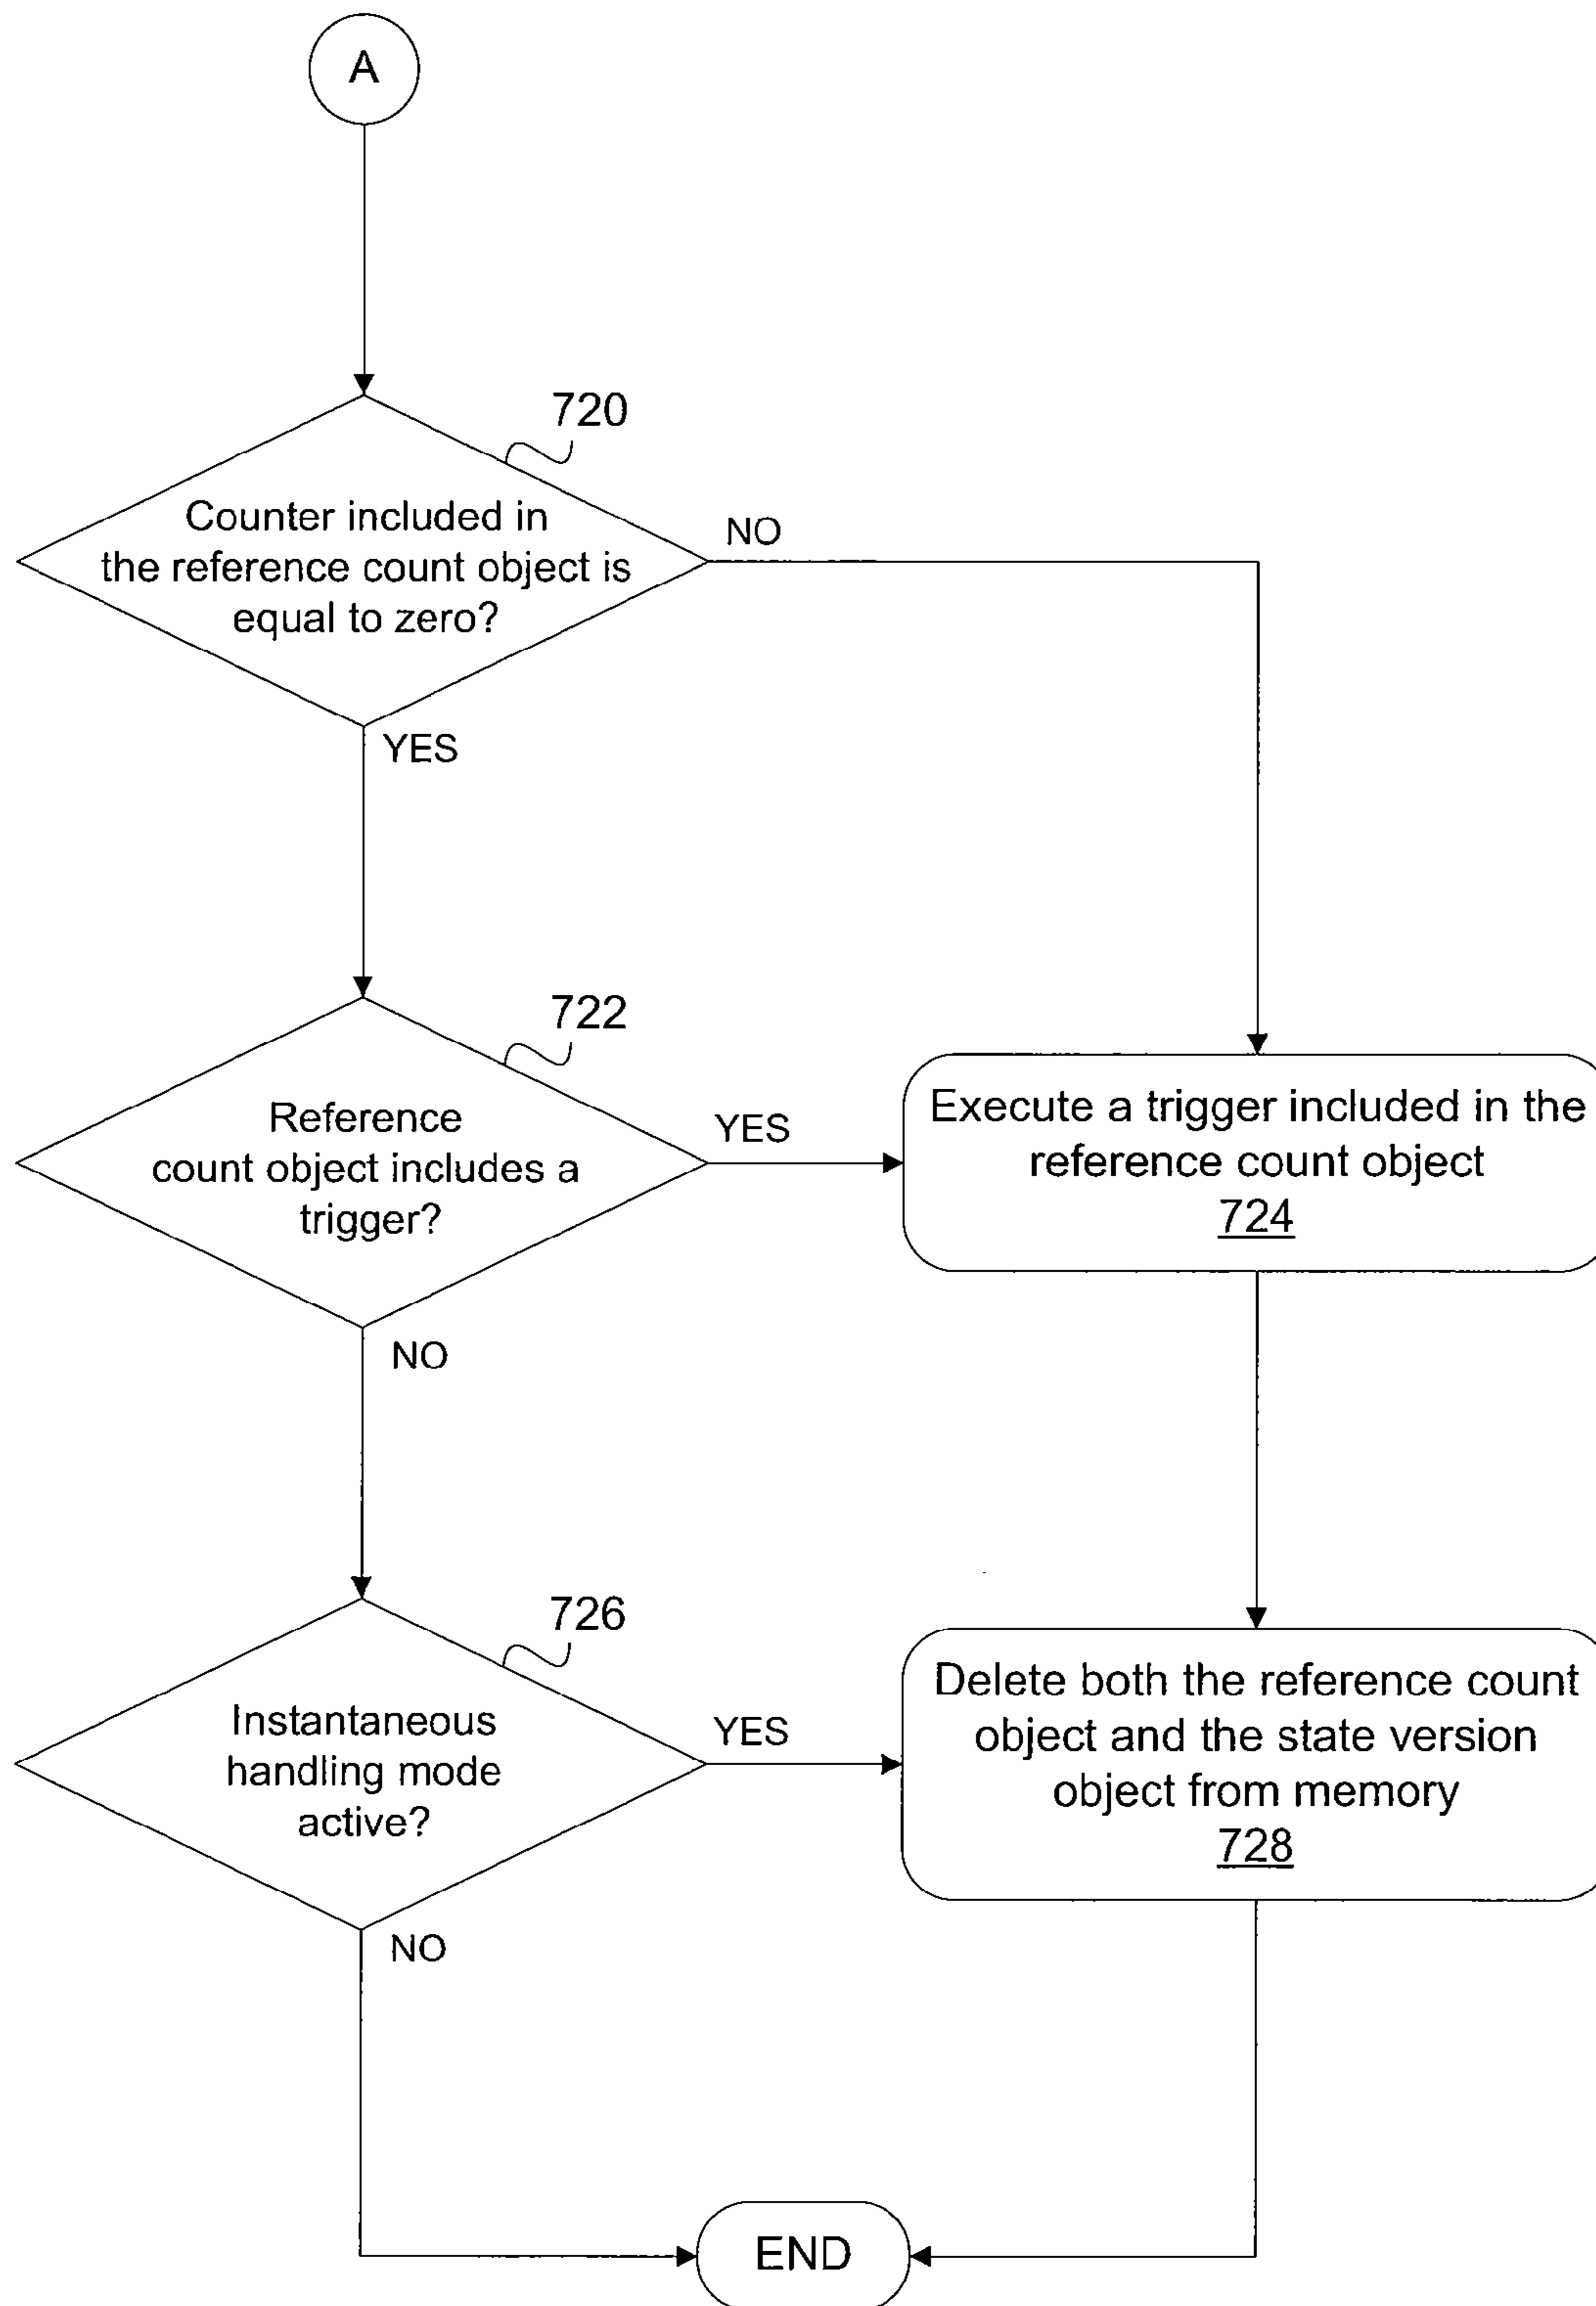 A
720
Counter included in
the reference count object is
equal to zero?
NO
YES
722
Reference
count object includes a
trigger?
YES
NO
Execute a trigger included in the
reference count object
724
726
Instantaneous
handling mode
active?
YES
NO
Delete both the reference count
object and the state version
object from memory
728
END